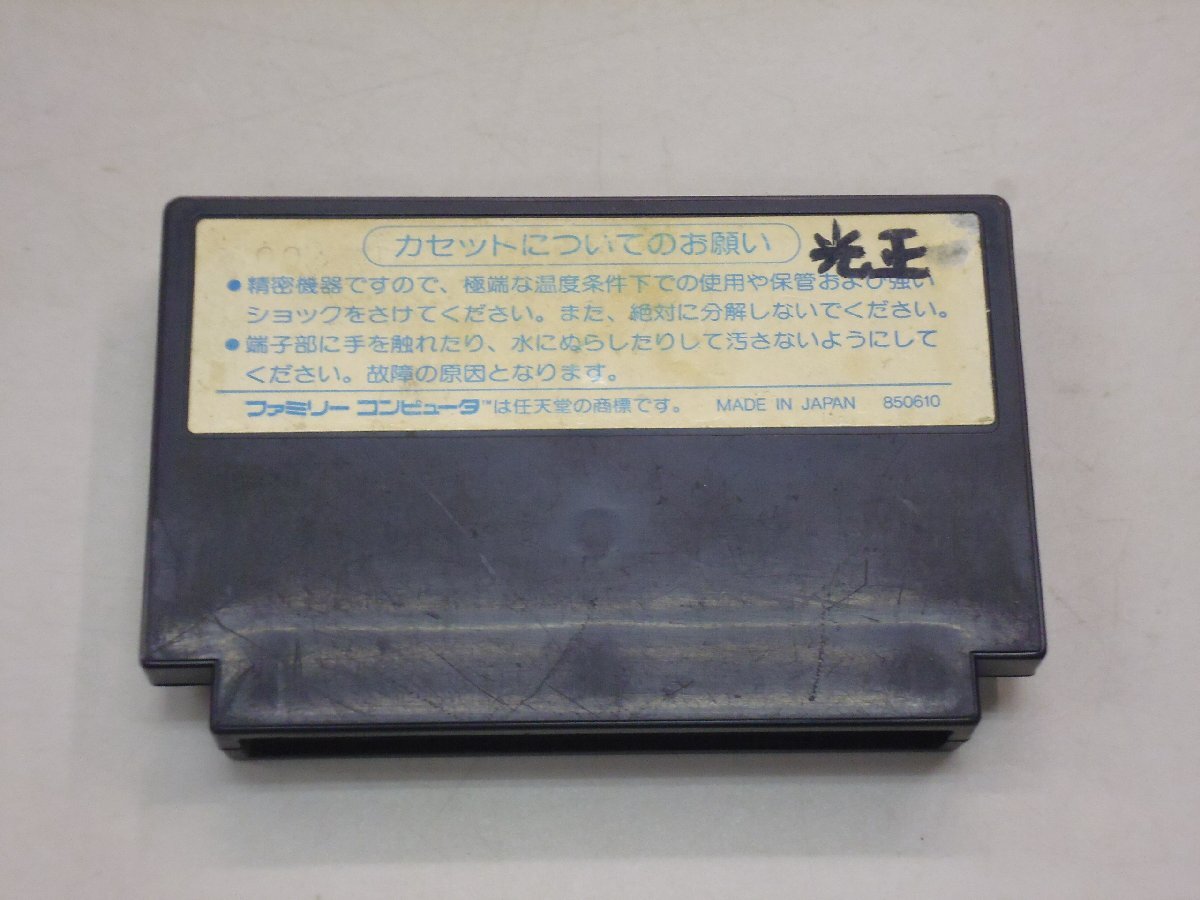 カセットについてのお願い
光正
●精密機器ですので、極端な温度条件下での使用や保管および強い
ショックをさけてください。また、絶対に分解しないでください。
●端子部に手を触れたり、水にぬらしたりして汚さないようにして
ください。故障の原因となります。
ファミリーコンピュータ™は任天堂の商標です。 MADE IN JAPAN 850610